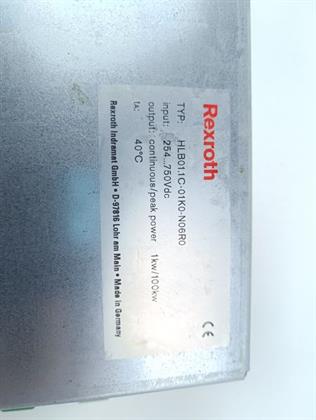 Rexroth
TYP: HLB01.1C-01K0-N06R0
input: 254...750Vdc
output: continuous/peak power 1kw/100kw
tA: 40°C
Rexroth Indramat GmbH • D-97816 Lohr am Main • Made in Germany
CE